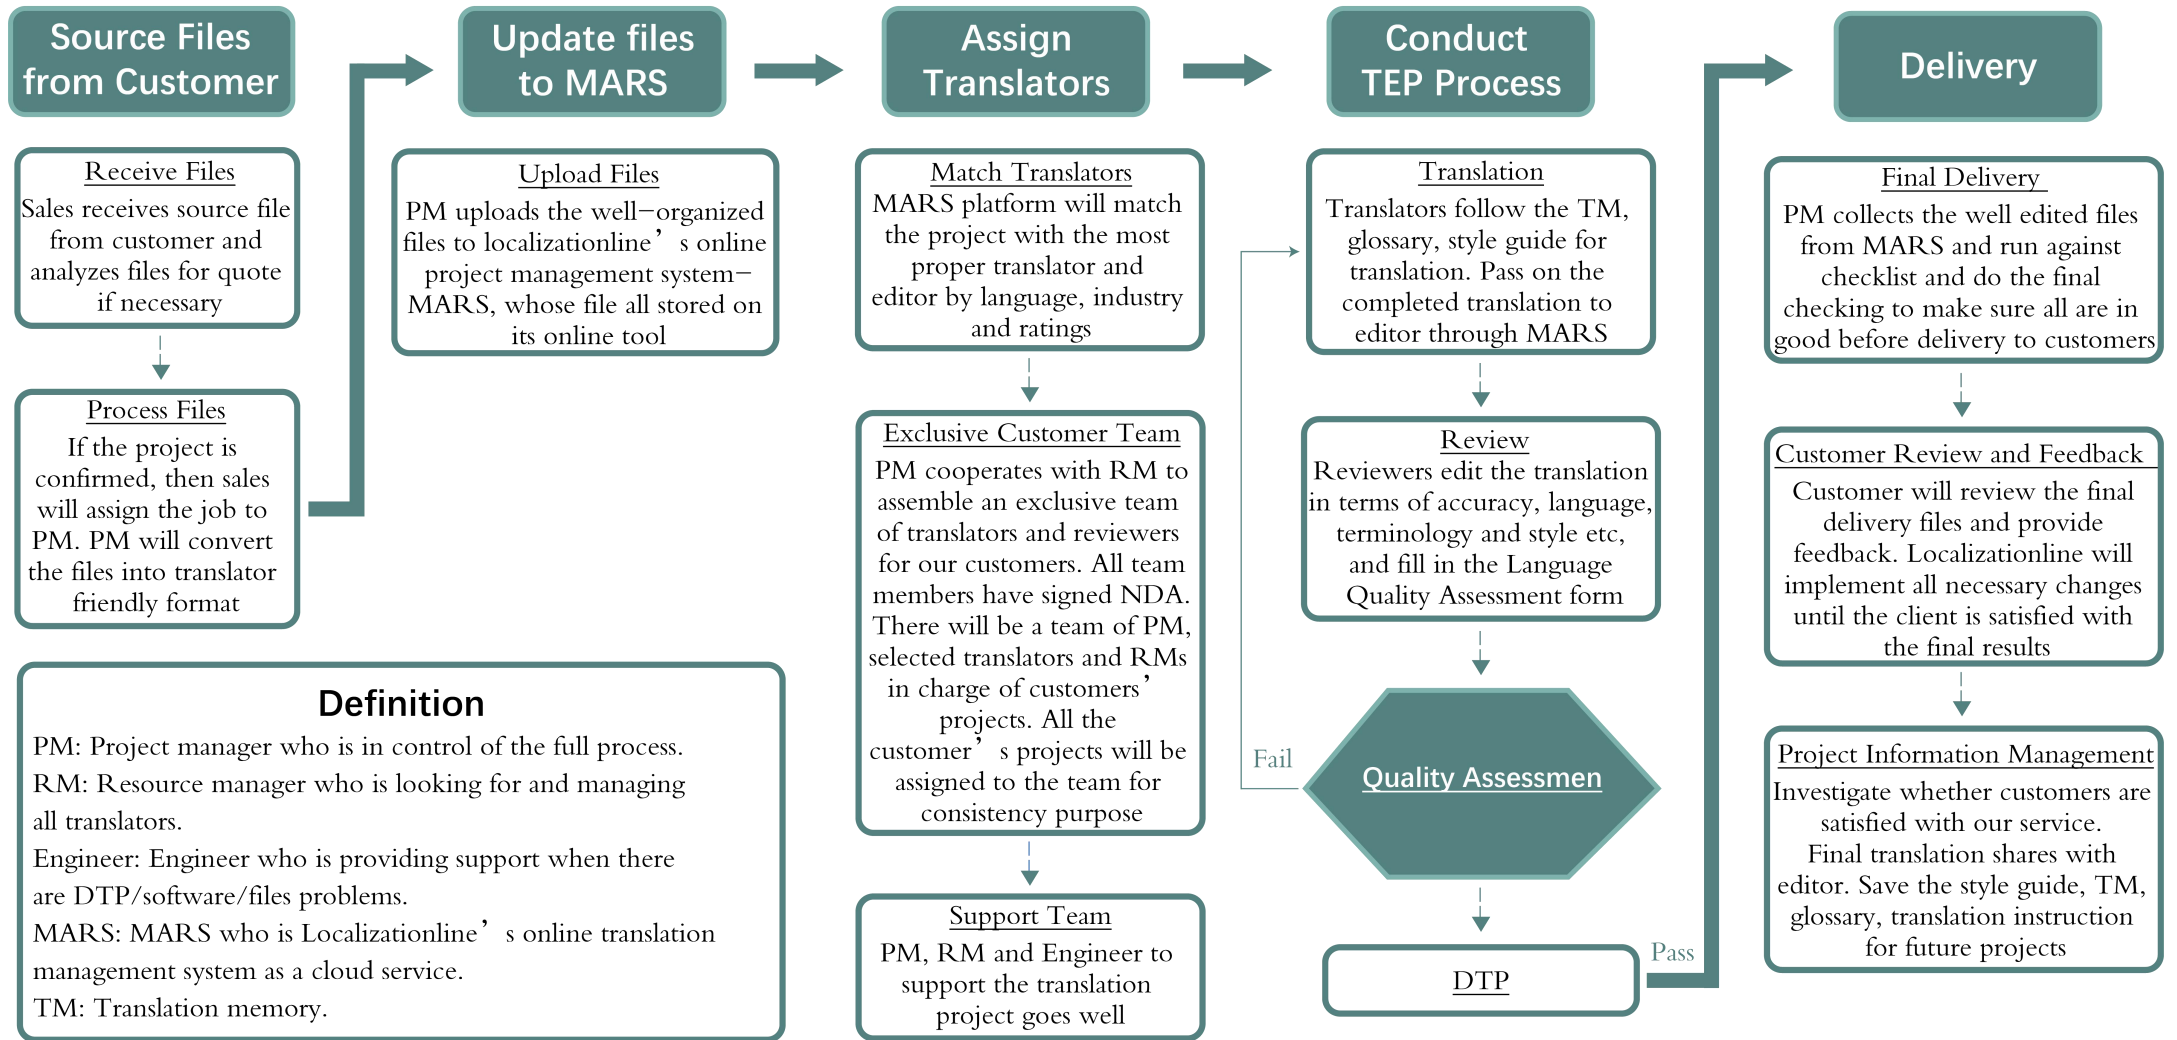 Source Files
from Customer
Receive Files
Sales receives source file
from customer and
analyzes files for quote
if necessary
Process Files
If the project is
confirmed, then sales
will assign the job to
PM. PM will convert
the files into translator
friendly format
Update files
to MARS
Upload Files
PM uploads the well-organized
files to localizationline’s online
project management system-
MARS, whose file all stored on
its online tool
Assign
Translators
Match Translators
MARS platform will match
the project with the most
proper translator and
editor by language, industry
and ratings
Exclusive Customer Team
PM cooperates with RM to
assemble an exclusive team
of translators and reviewers
for our customers. All team
members have signed NDA.
There will be a team of PM,
selected translators and RMs
in charge of customers’
projects. All the
customer’s projects will be
assigned to the team for
consistency purpose
Support Team
PM, RM and Engineer to
support the translation
project goes well
Conduct
TEP Process
Translation
Translators follow the TM,
glossary, style guide for
translation. Pass on the
completed translation to
editor through MARS
Review
Reviewers edit the translation
in terms of accuracy, language,
terminology and style etc,
and fill in the Language
Quality Assessment form
Fail
Quality Assessmen
DTP
Pass
Delivery
Final Delivery
PM collects the well edited files
from MARS and run against
checklist and do the final
checking to make sure all are in
good before delivery to customers
Customer Review and Feedback
Customer will review the final
delivery files and provide
feedback. Localizationline will
implement all necessary changes
until the client is satisfied with
the final results
Project Information Management
Investigate whether customers are
satisfied with our service.
Final translation shares with
editor. Save the style guide, TM,
glossary, translation instruction
for future projects
Definition
PM: Project manager who is in control of the full process.
RM: Resource manager who is looking for and managing
all translators.
Engineer: Engineer who is providing support when there
are DTP/software/files problems.
MARS: MARS who is Localizationline’s online translation
management system as a cloud service.
TM: Translation memory.